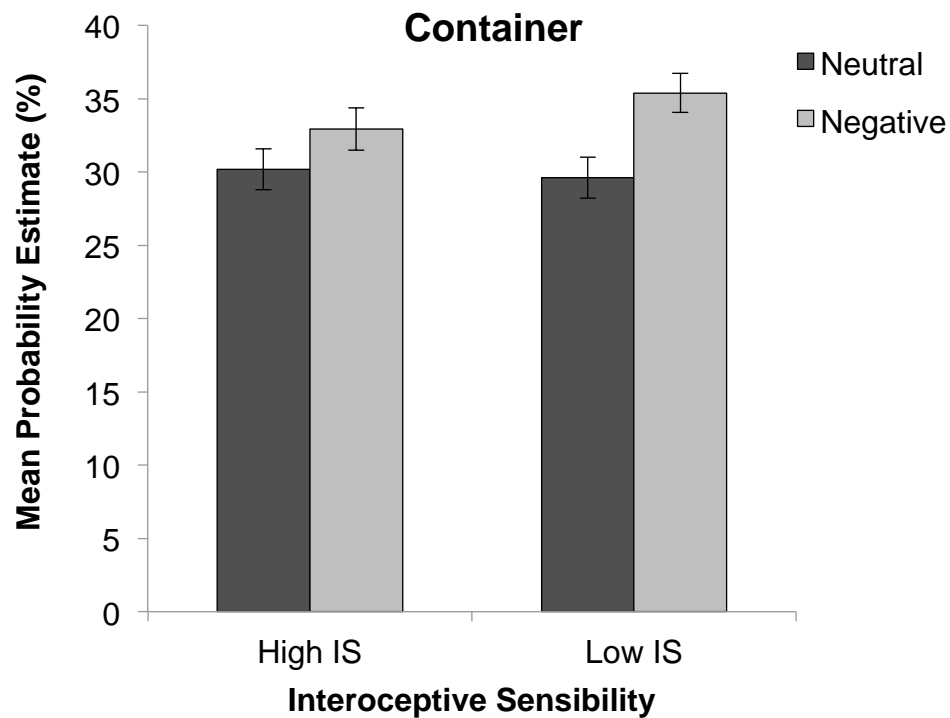 Container
Neutral
Negative
Mean Probability Estimate (%)
40
35
30
25
20
15
10
5
0
High IS
Low IS
Interoceptive Sensibility